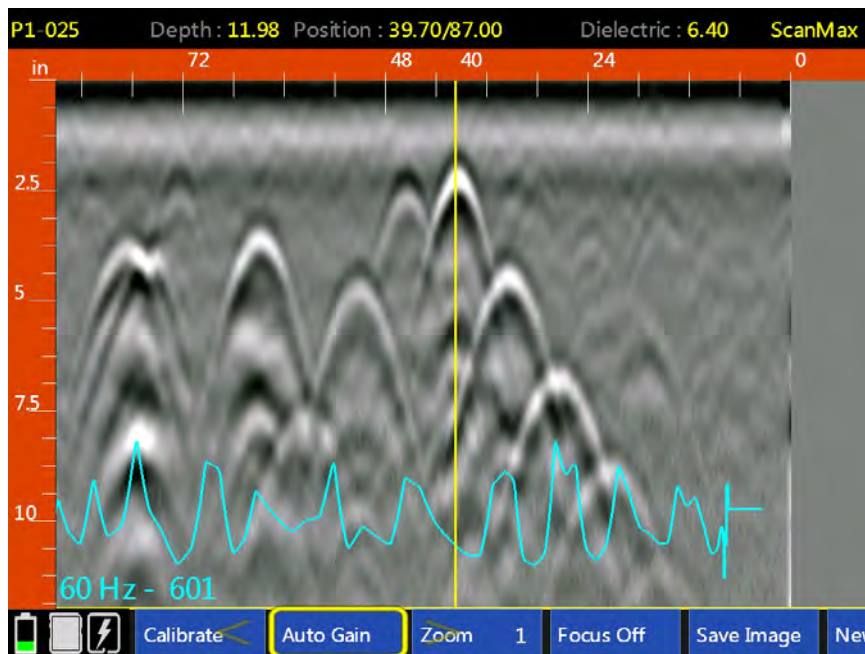 P1-025 Depth : 11.98 Position : 39.70/87.00 Dielectric : 6.40 ScanMax
in 72 48 40 24 0
2.5
5
7.5
10
60 Hz - 601
Calibrate < Auto Gain Zoom > 1 Focus Off Save Image Nev